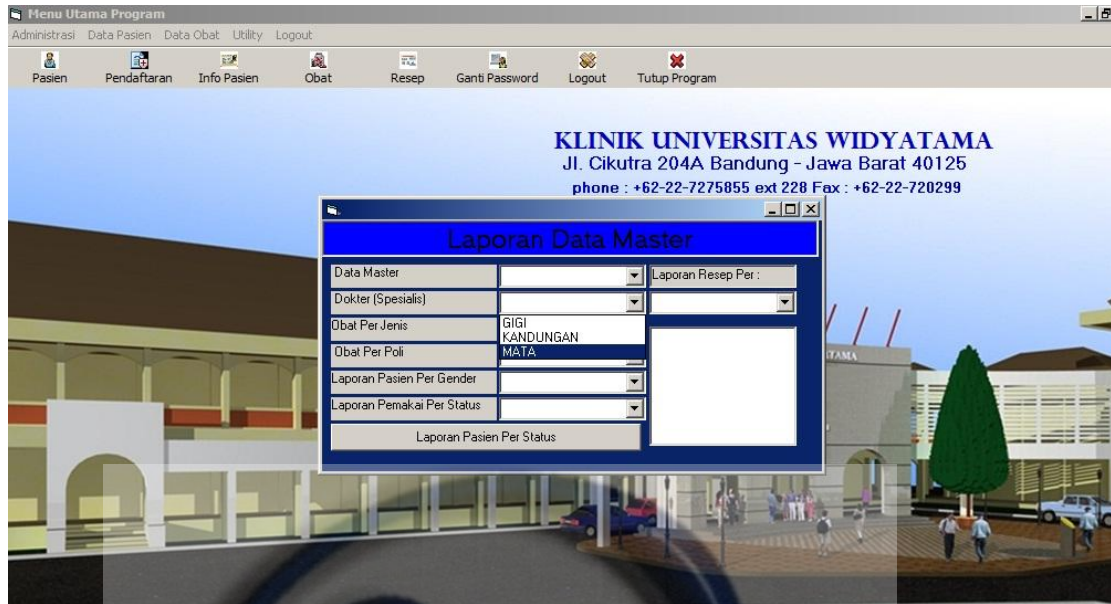 Menu Utama Program
Administrasi Data Pasien Data Obat Utility Logout
Pasien Pendaftaran Info Pasien Obat Resep Ganti Password Logout Tutup Program
KLINIK UNIVERSITAS WIDYATAMA
Jl. Cikutra 204A Bandung - Jawa Barat 40125
phone : +62-22-7275855 ext 228 Fax : +62-22-720299
Laporan Data Master
Data Master
Laporan Resep Per :
Dokter (Spesialis)
Obat Per Jenis
GIGI
KANDUNGAN
Obat Per Poli
MATA
Laporan Pasien Per Gender
Laporan Pemakai Per Status
Laporan Pasien Per Status
TAMA